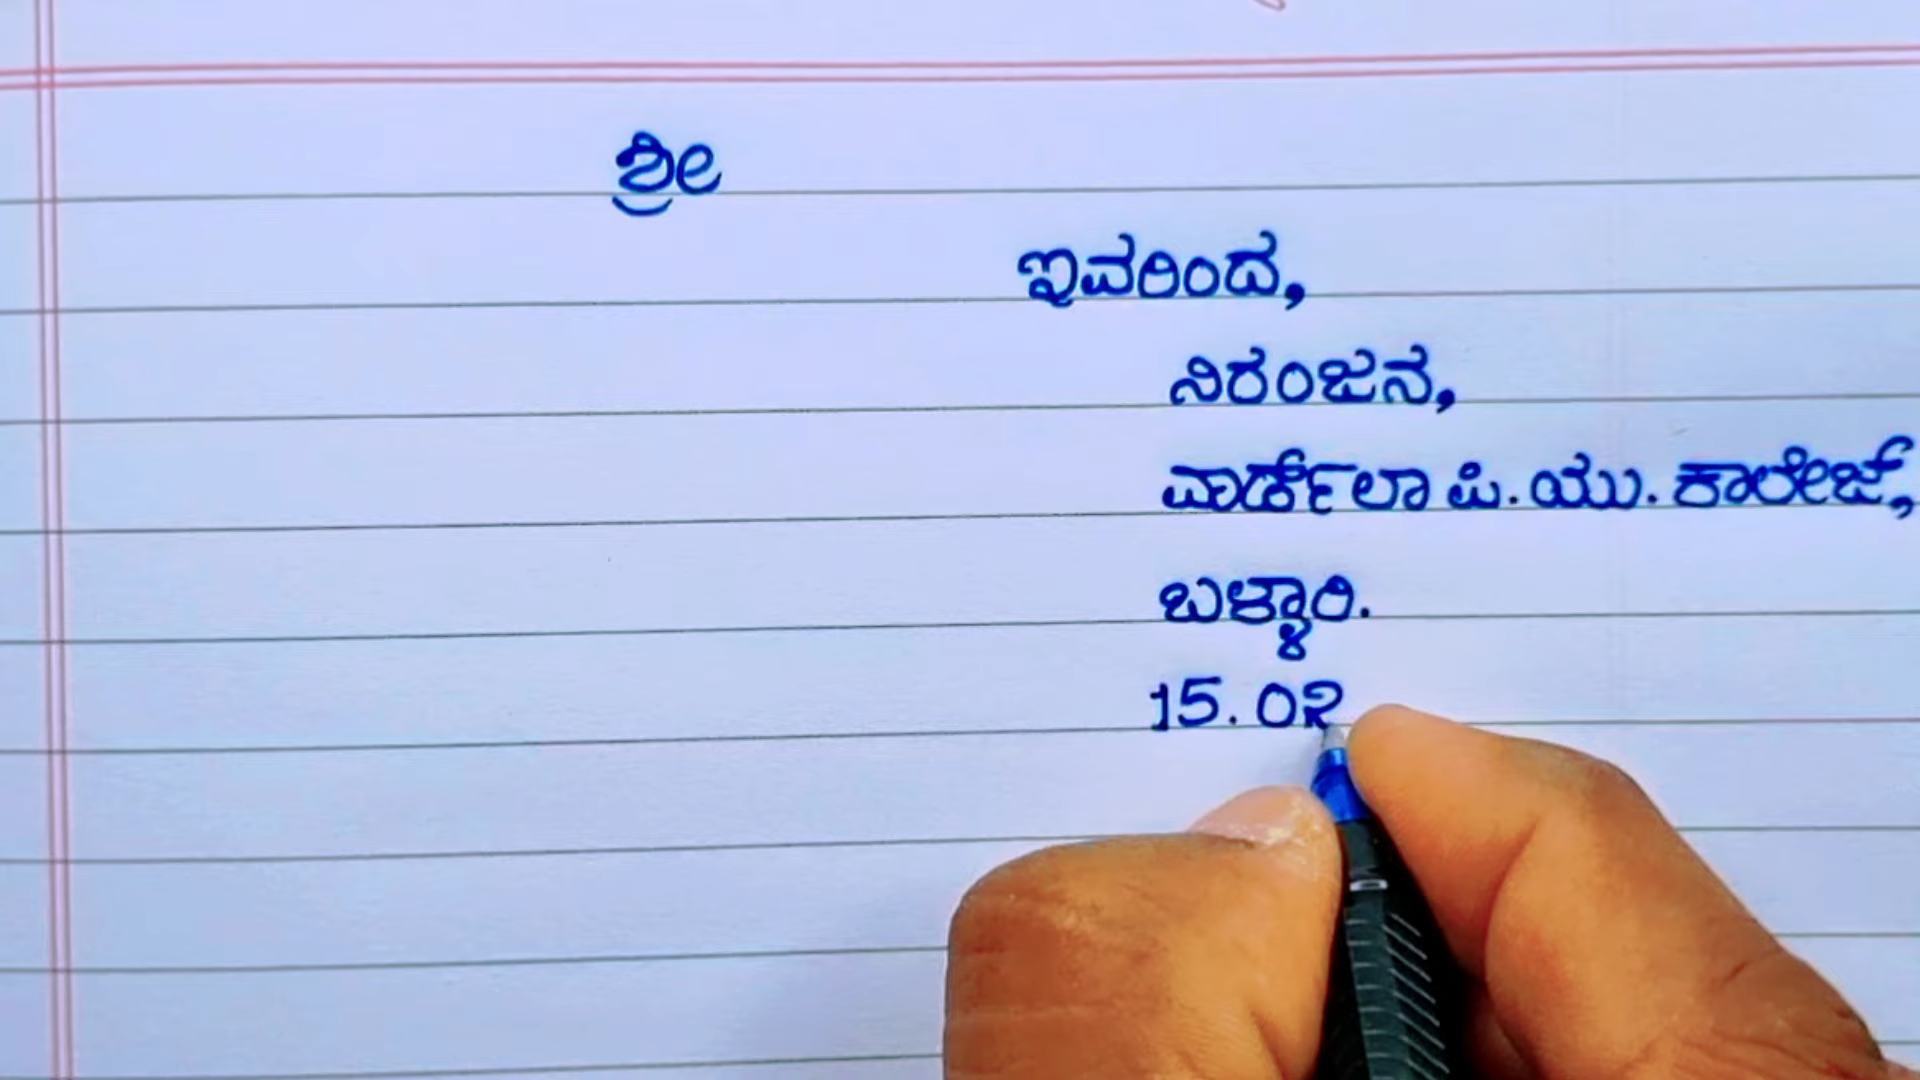 ಶ್ರೀ
ಇವರಿಂದ,
ನಿರಂಜನ,
ವಾರ್ಡ್ಲಾ ಪಿ.ಯು. ಕಾಲೇಜ್,
ಬಳ್ಳಾರಿ.
15.02